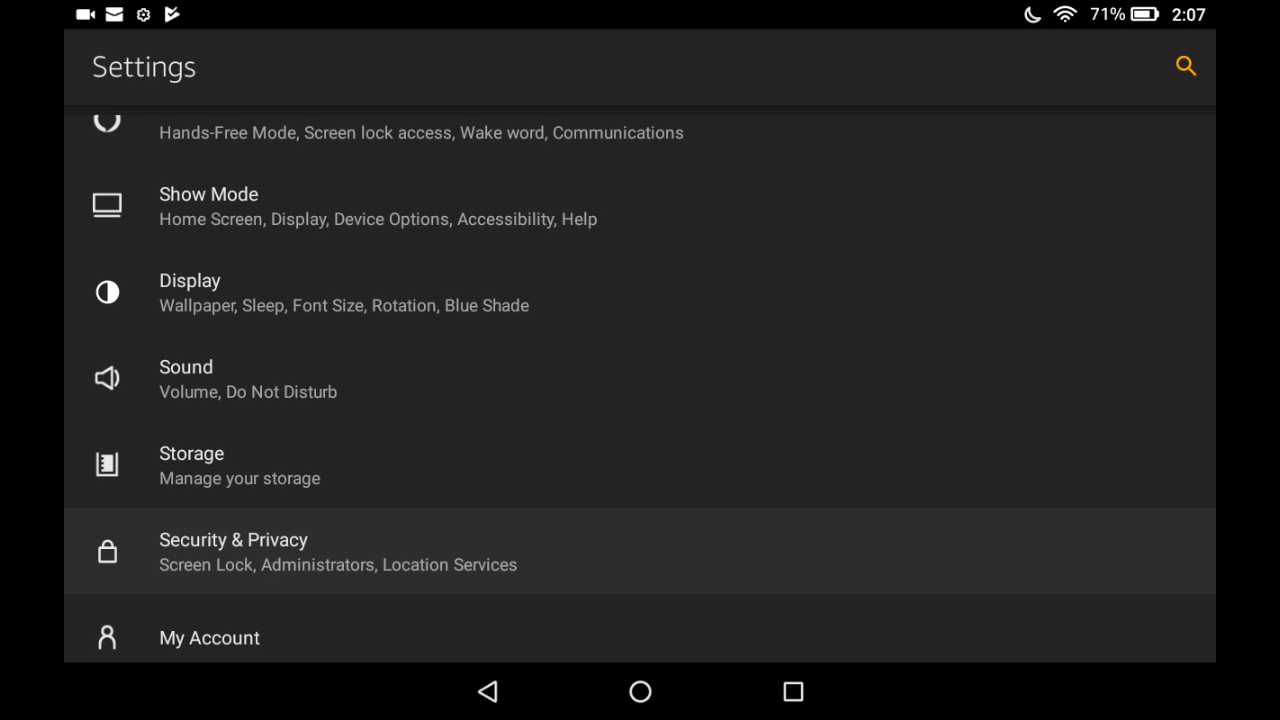 71% 2:07
Settings
Hands-Free Mode, Screen lock access, Wake word, Communications
Show Mode
Home Screen, Display, Device Options, Accessibility, Help
Display
Wallpaper, Sleep, Font Size, Rotation, Blue Shade
Sound
Volume, Do Not Disturb
Storage
Manage your storage
Security & Privacy
Screen Lock, Administrators, Location Services
My Account